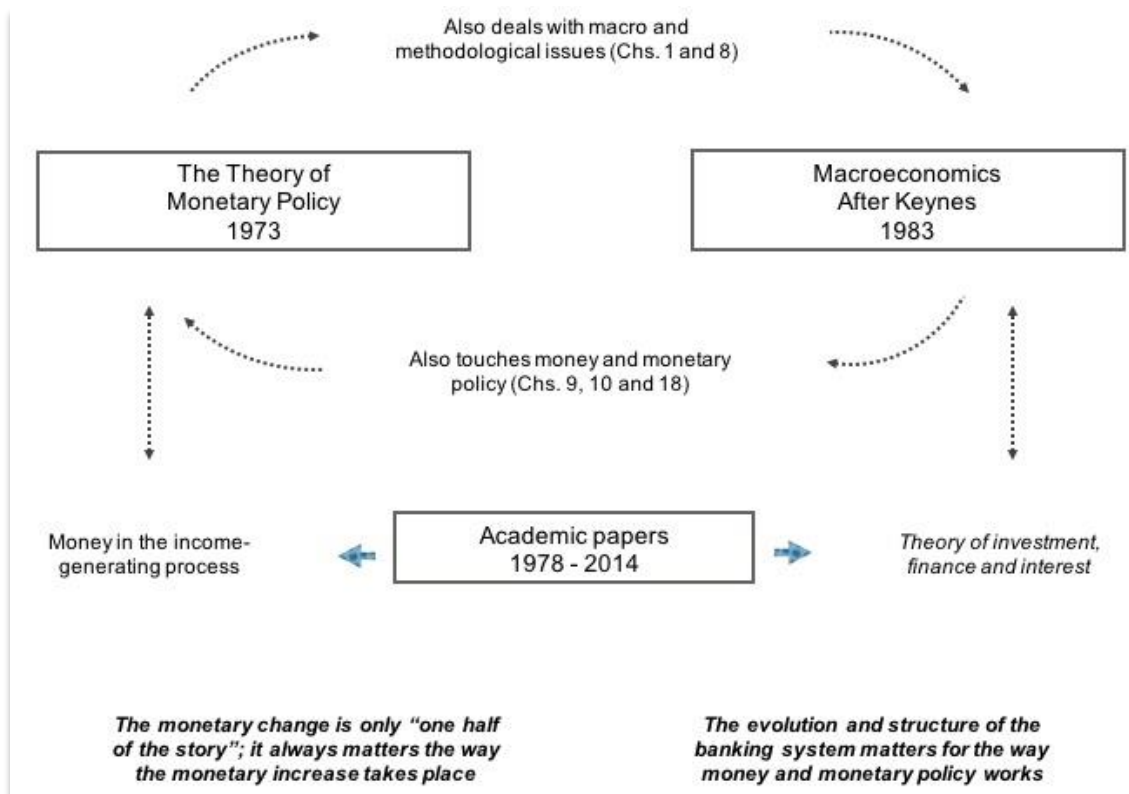 Also deals with macro and
methodological issues (Chs. 1 and 8)
The Theory of
Monetary Policy
1973
Macroeconomics
After Keynes
1983
Also touches money and monetary
policy (Chs. 9, 10 and 18)
Money in the income-
generating process
Academic papers
1978 - 2014
Theory of investment,
finance and interest
The monetary change is only “one half
of the story”; it always matters the way
the monetary increase takes place
The evolution and structure of the
banking system matters for the way
money and monetary policy works